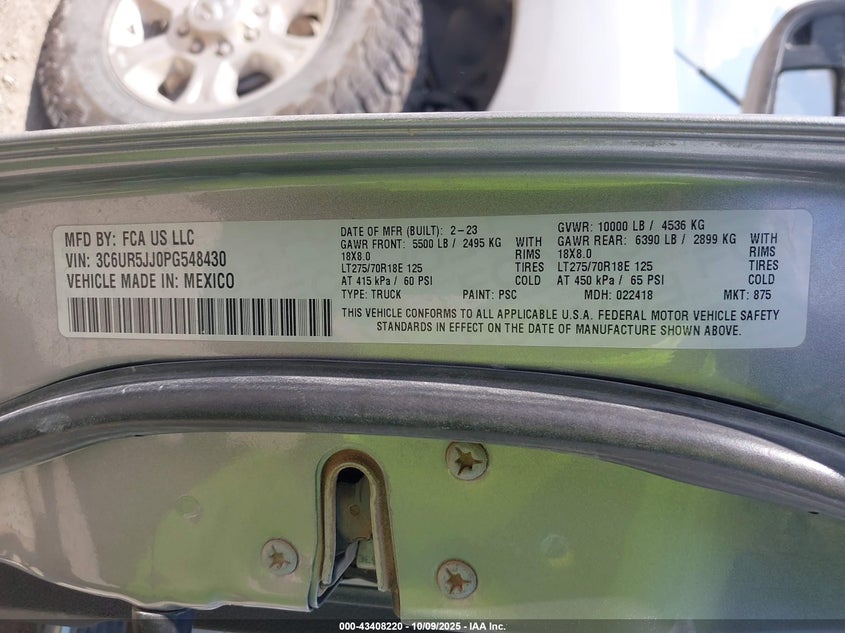 MFD BY: FCA US LLC
VIN: 3C6UR5JJ0PG548430
VEHICLE MADE IN: MEXICO
DATE OF MFR (BUILT): 2-23
GAWR FRONT: 5500 LB / 2495 KG WITH
18X8.0 RIMS
LT275/70R18E 125 TIRES
AT 415 kPa / 60 PSI COLD
TYPE: TRUCK PAINT: PSC
GVWR: 10000 LB / 4536 KG
GAWR REAR: 6390 LB / 2899 KG WITH
18X8.0 RIMS
LT275/70R18E 125 TIRES
AT 450 kPa / 65 PSI COLD
MDH: 022418 MKT: 875
THIS VEHICLE CONFORMS TO ALL APPLICABLE U.S.A. FEDERAL MOTOR VEHICLE SAFETY
STANDARDS IN EFFECT ON THE DATE OF MANUFACTURE SHOWN ABOVE.
000-43408220 - 10/09/2025 - IAA Inc.